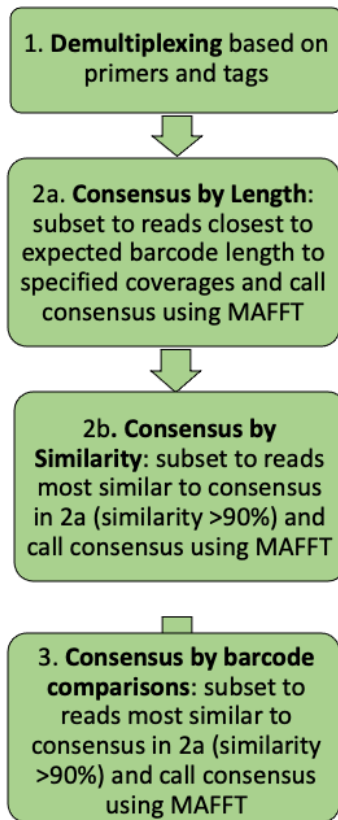 1. Demultiplexing based on
primers and tags
2a. Consensus by Length:
subset to reads closest to
expected barcode length to
specified coverages and call
consensus using MAFFT
2b. Consensus by
Similarity: subset to reads
most similar to consensus
in 2a (similarity >90%) and
call consensus using MAFFT
3. Consensus by barcode
comparisons: subset to
reads most similar to
consensus in 2a (similarity
>90%) and call consensus
using MAFFT